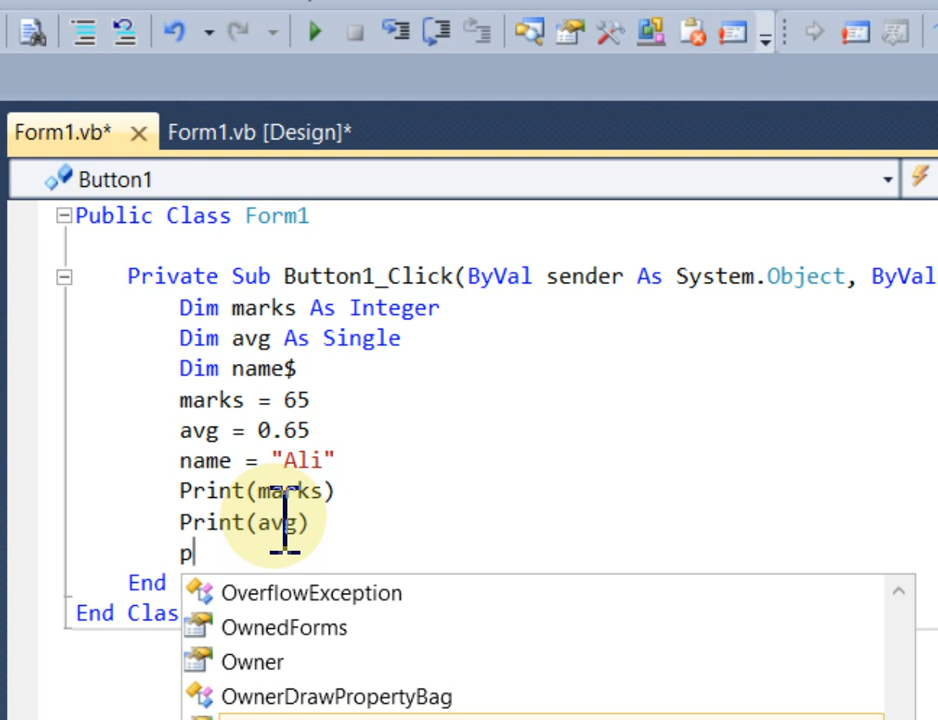 Form1.vb* Form1.vb [Design]*
Button1
Public Class Form1
Private Sub Button1_Click(ByVal sender As System.Object, ByVal
Dim marks As Integer
Dim avg As Single
Dim name$
marks = 65
avg = 0.65
name = "Ali"
Print(marks)
Print(avg)
p
End
End Clas
OverflowException
OwnedForms
Owner
OwnerDrawPropertyBag